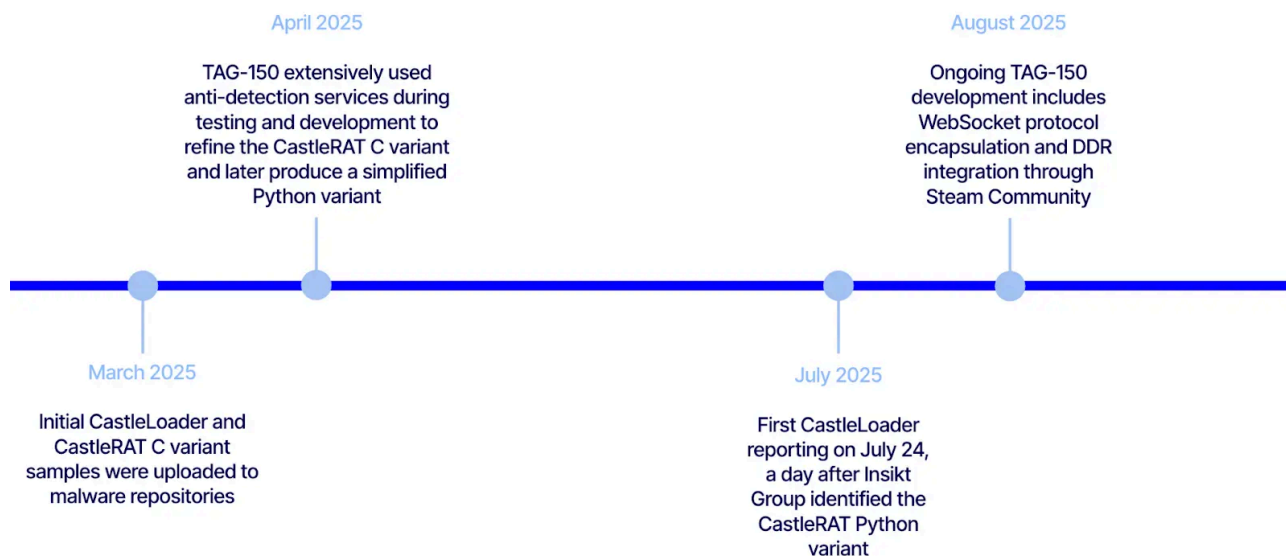 April 2025
TAG-150 extensively used
anti-detection services during
testing and development to
refine the CastleRAT C variant
and later produce a simplified
Python variant
August 2025
Ongoing TAG-150
development includes
WebSocket protocol
encapsulation and DDR
integration through
Steam Community
March 2025
Initial CastleLoader and
CastleRAT C variant
samples were uploaded to
malware repositories
July 2025
First CastleLoader
reporting on July 24,
a day after Insikt
Group identified the
CastleRAT Python
variant